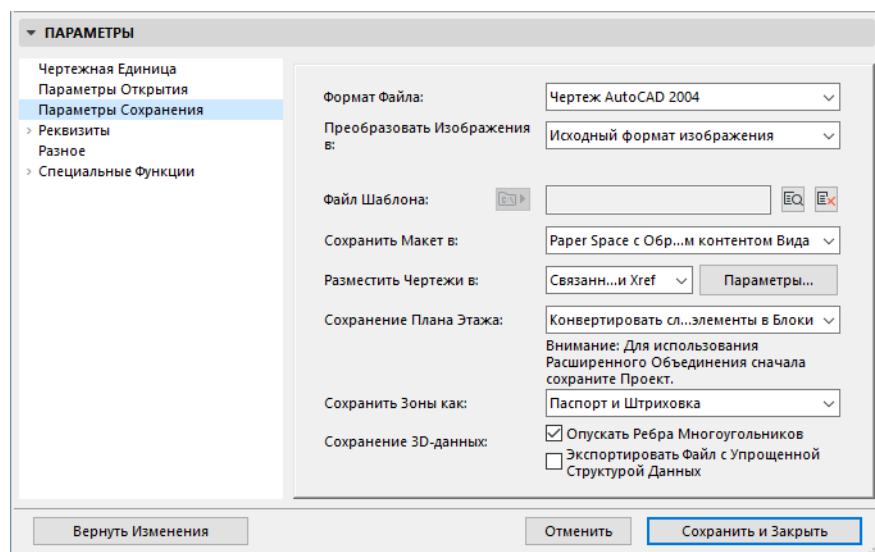 ПАРАМЕТРЫ
Чертежная Единица
Параметры Открытия
Параметры Сохранения
Реквизиты
Разное
Специальные Функции
Формат Файла:
Чертеж AutoCAD 2004
Преобразовать Изображения
в:
Исходный формат изображения
Файл Шаблона:
Сохранить Макет в:
Paper Space с Обр...м контентом Вида
Разместить Чертежи в:
Связанн...и Xref
Параметры...
Сохранение Плана Этажа:
Конвертировать сл...элементы в Блоки
Внимание: Для использования
Расширенного Объединения сначала
сохраните Проект.
Сохранить Зоны как:
Паспорт и Штриховка
Сохранение 3D-данных:
Опускать Ребра Многоугольников
Экспортировать Файл с Упрощенной
Структурой Данных
Вернуть Изменения
Отменить
Сохранить и Закрыть